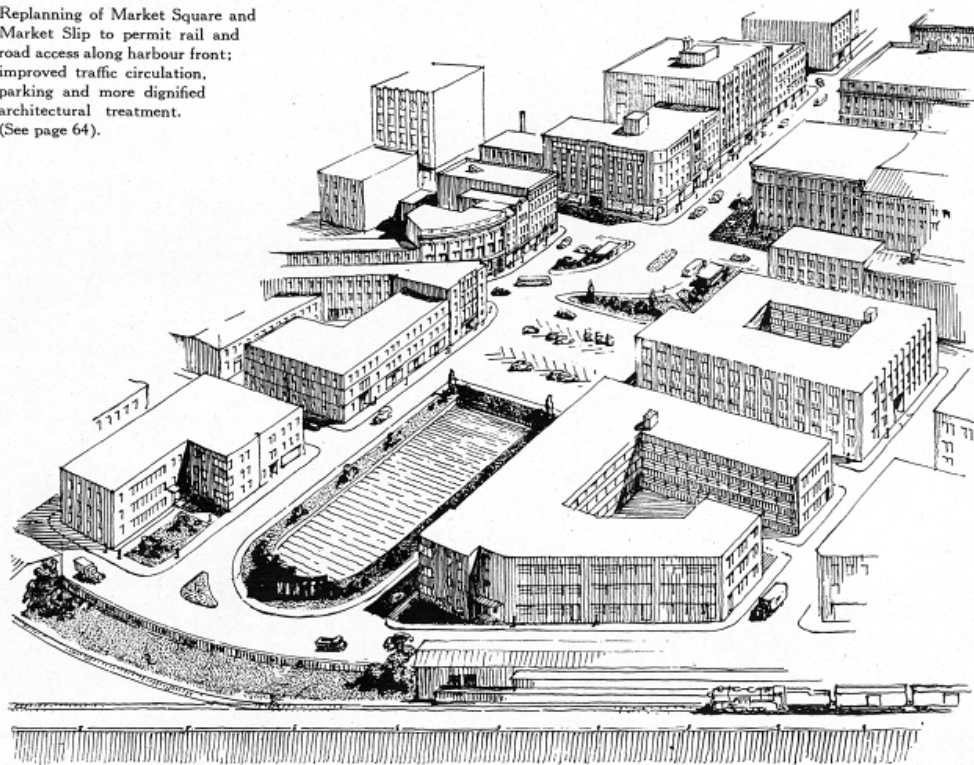 Replanning of Market Square and
Market Slip to permit rail and
road access along harbour front;
improved traffic circulation,
parking and more dignified
architectural treatment.
(See page 64).